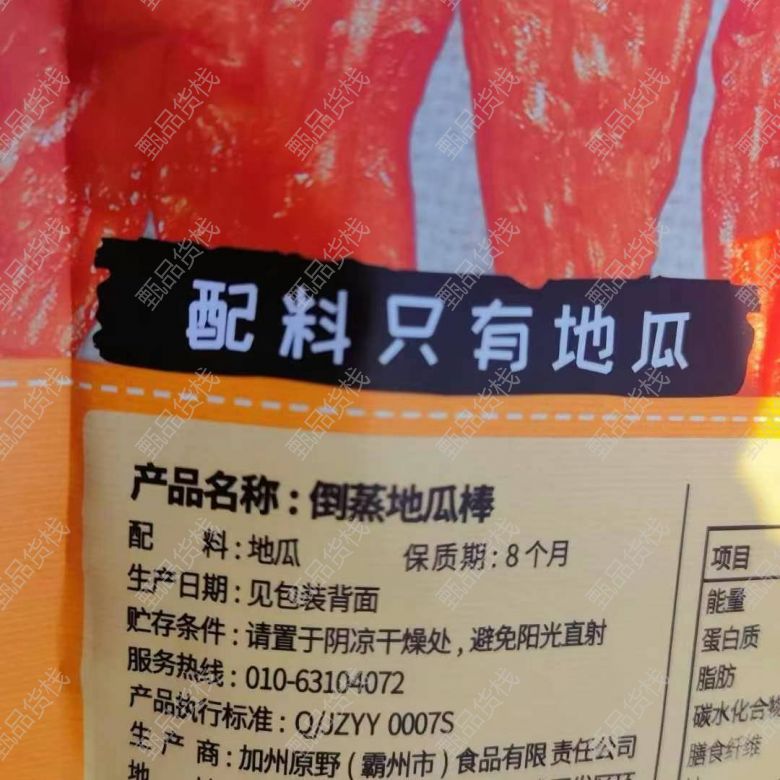 配料只有地瓜
产品名称：倒蒸地瓜棒
配 料：地瓜 保质期：8个月
生产日期：见包装背面
贮存条件：请置于阴凉干燥处，避免阳光直射
服务热线：010-63104072
产品执行标准：Q/JZYY 0007S
生产商：加州原野（霸州市）食品有限责任公司
项目
能量
蛋白质
脂肪
碳水化合物
膳食纤维
甄品货栈